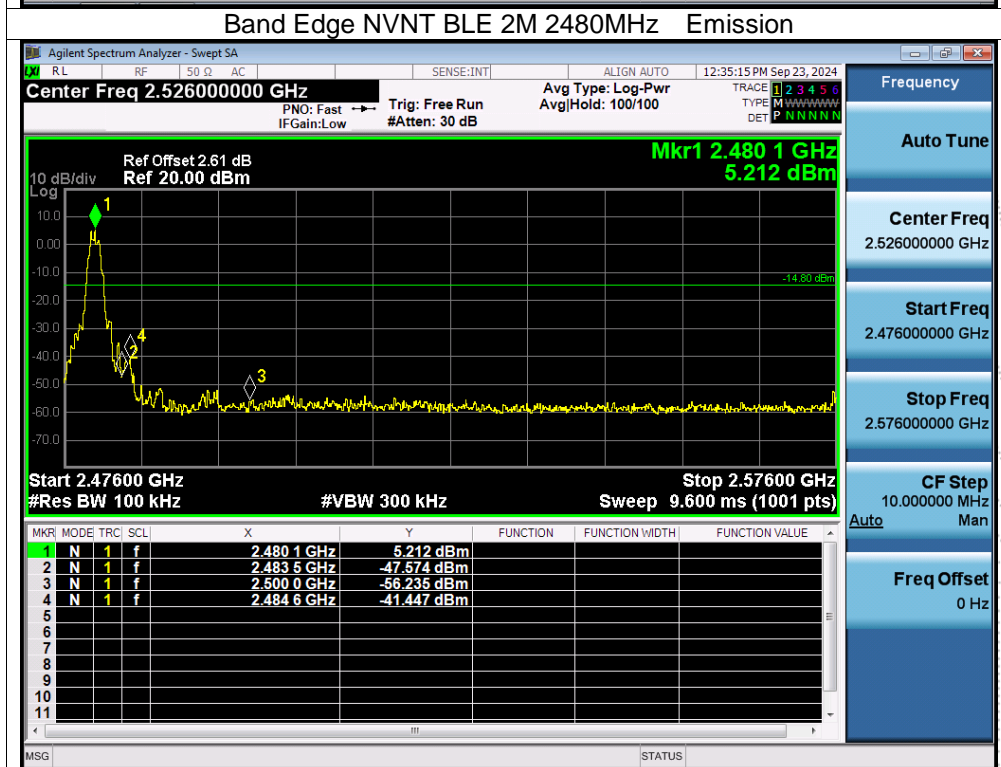 Band Edge NVNT BLE 2M 2480MHz Emission
Agilent Spectrum Analyzer - Swept SA
LXI RL RF 50 Ω AC SENSE:INT ALIGN AUTO 12:35:15 PM Sep 23, 2024
Center Freq 2.526000000 GHz
PNO: Fast
IFGain:Low
Trig: Free Run
#Atten: 30 dB
Avg Type: Log-Pwr
Avg|Hold: 100/100
TRACE 1 2 3 4 5 6
TYPE M WWWWW
DET P N N N N N
Mkr1 2.480 1 GHz
5.212 dBm
Ref Offset 2.61 dB
10 dB/div Ref 20.00 dBm
Log
10.0
0.00
-10.0
-20.0
-30.0
-40.0
-50.0
-60.0
-70.0
-14.80 dBm
1
4
2
3
Start 2.47600 GHz Stop 2.57600 GHz
#Res BW 100 kHz #VBW 300 kHz Sweep 9.600 ms (1001 pts)
MKR MODE TRC SCL X Y FUNCTION FUNCTION WIDTH FUNCTION VALUE
1 N 1 f 2.480 1 GHz 5.212 dBm
2 N 1 f 2.483 5 GHz -47.574 dBm
3 N 1 f 2.500 0 GHz -56.235 dBm
4 N 1 f 2.484 6 GHz -41.447 dBm
5
6
7
8
9
10
11
MSG STATUS
Frequency
Auto Tune
Center Freq
2.526000000 GHz
Start Freq
2.476000000 GHz
Stop Freq
2.576000000 GHz
CF Step
10.000000 MHz
Auto Man
Freq Offset
0 Hz